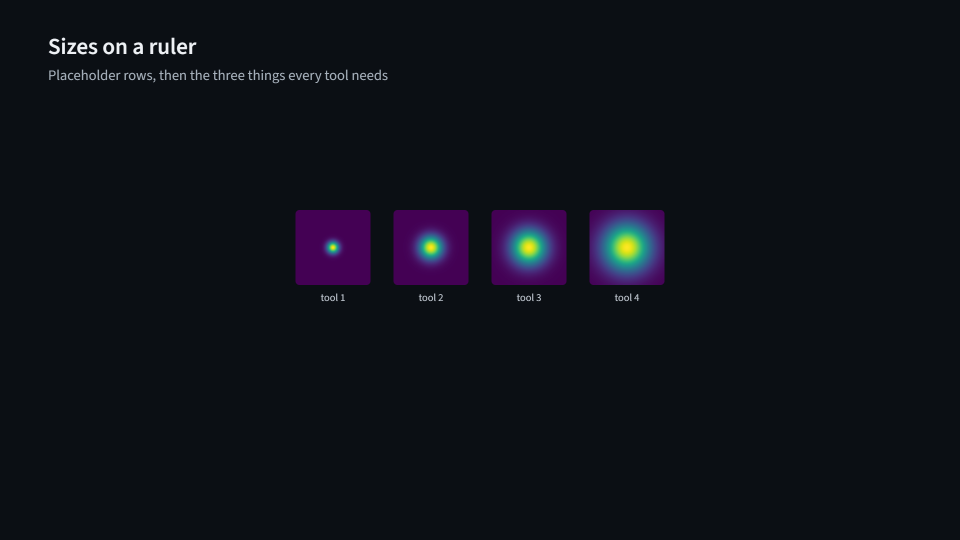 Sizes on a ruler
Placeholder rows, then the three things every tool needs
tool 1
tool 2
tool 3
tool 4